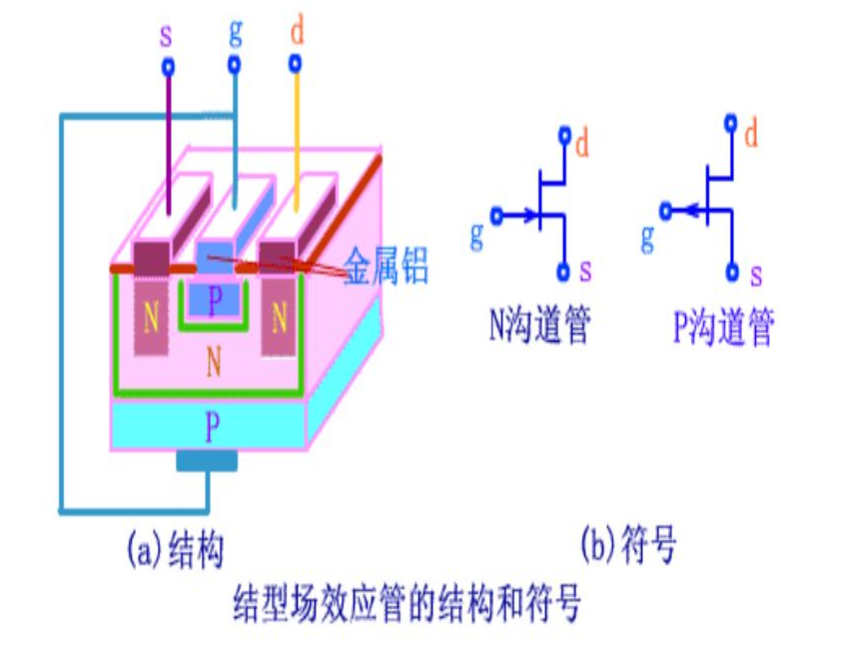 s g d
d d
金属铝
g s g s
N P N
N沟道管 P沟道管
N
P
(a)结构 (b)符号
结型场效应管的结构和符号